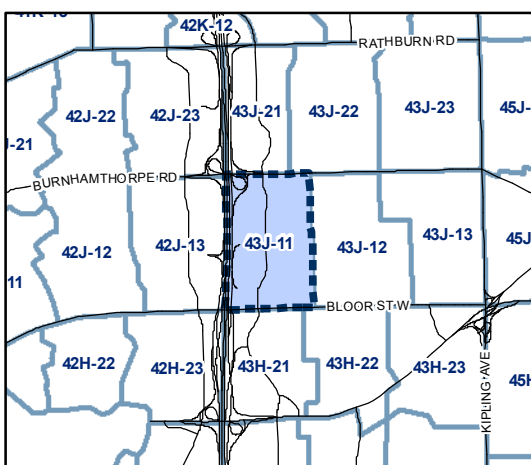 42K-12
RATHBURN RD
42J-22
42J-23
43J-21
43J-22
43J-23
45J-
J-21
BURNHAMTHORPE RD
42J-12
42J-13
43J-11
43J-12
43J-13
45J
11
BLOOR ST W
42H-22
42H-23
43H-21
43H-22
43H-23
45H
KIPLING AVE